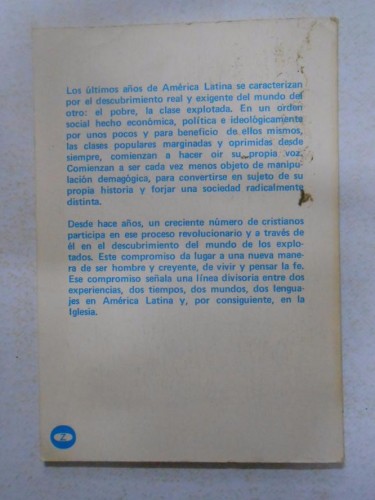 Los últimos años de América Latina se caracterizan
por el descubrimiento real y exigente del mundo del
otro: el pobre, la clase explotada. En un orden
social hecho económica, política e ideológicamente
por unos pocos y para beneficio de ellos mismos,
las clases populares marginadas y oprimidas desde
siempre, comienzan a hacer oir su propia voz.
Comienzan a ser cada vez menos objeto de manipu-
lación demagógica, para convertirse en sujeto de su
propia historia y forjar una sociedad radicalmente
distinta.
Desde hace años, un creciente número de cristianos
participa en ese proceso revolucionario y a través de
él en el descubrimiento del mundo de los explo-
tados. Este compromiso da lugar a una nueva mane-
ra de ser hombre y creyente, de vivir y pensar la fe.
Ese compromiso señala una línea divisoria entre dos
experiencias, dos tiempos, dos mundos, dos lengua-
jes en América Latina y, por consiguiente, en la
Iglesia.